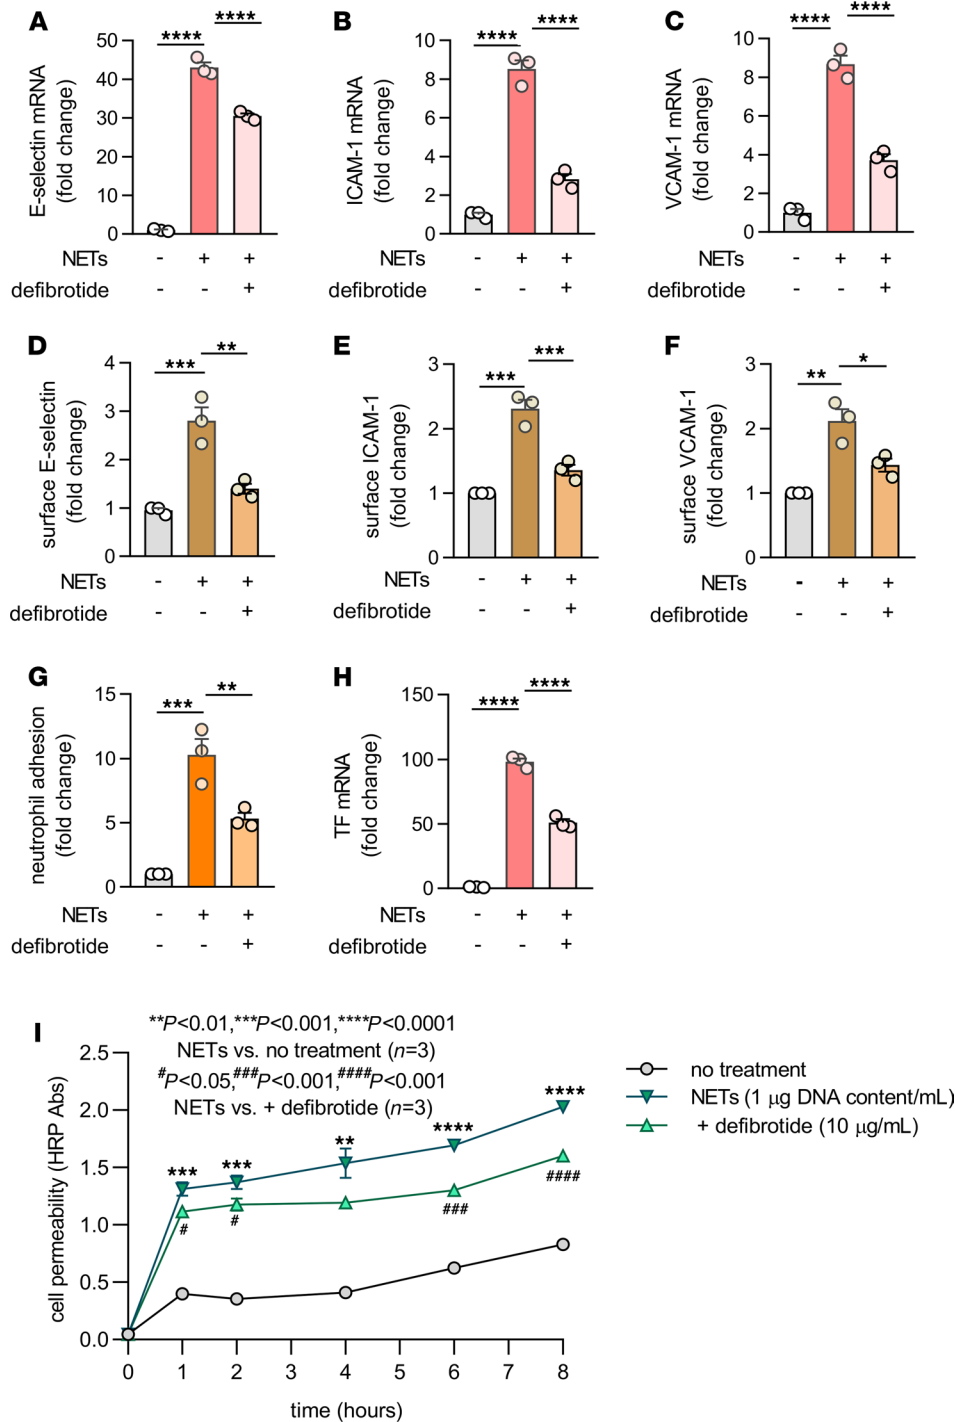 A
****
****
E-selectin mRNA
(fold change)
50
40
30
20
10
0
NETs - + +
defibrotide - - +
B
****
****
ICAM-1 mRNA
(fold change)
10
8
6
4
2
0
NETs - + +
defibrotide - - +
C
****
****
VCAM-1 mRNA
(fold change)
10
8
6
4
2
0
NETs - + +
defibrotide - - +
D
***
**
surface E-selectin
(fold change)
4
3
2
1
0
NETs - + +
defibrotide - - +
E
***
***
surface ICAM-1
(fold change)
3
2
1
0
NETs - + +
defibrotide - - +
F
**
*
surface VCAM-1
(fold change)
3
2
1
0
NETs - + +
defibrotide - - +
G
***
**
neutrophil adhesion
(fold change)
15
10
5
0
NETs - + +
defibrotide - - +
H
****
****
TF mRNA
(fold change)
150
100
50
0
NETs - + +
defibrotide - - +
I
**P<0.01,***P<0.001,****P<0.0001
NETs vs. no treatment (n=3)
#P<0.05,###P<0.001,####P<0.001
NETs vs. + defibrotide (n=3)
cell permeability (HRP Abs)
2.5
2.0
1.5
1.0
0.5
0.0
*** *** ** **** ****
# # ### ####
0 1 2 3 4 5 6 7 8
time (hours)
no treatment
NETs (1 μg DNA content/mL)
+ defibrotide (10 μg/mL)